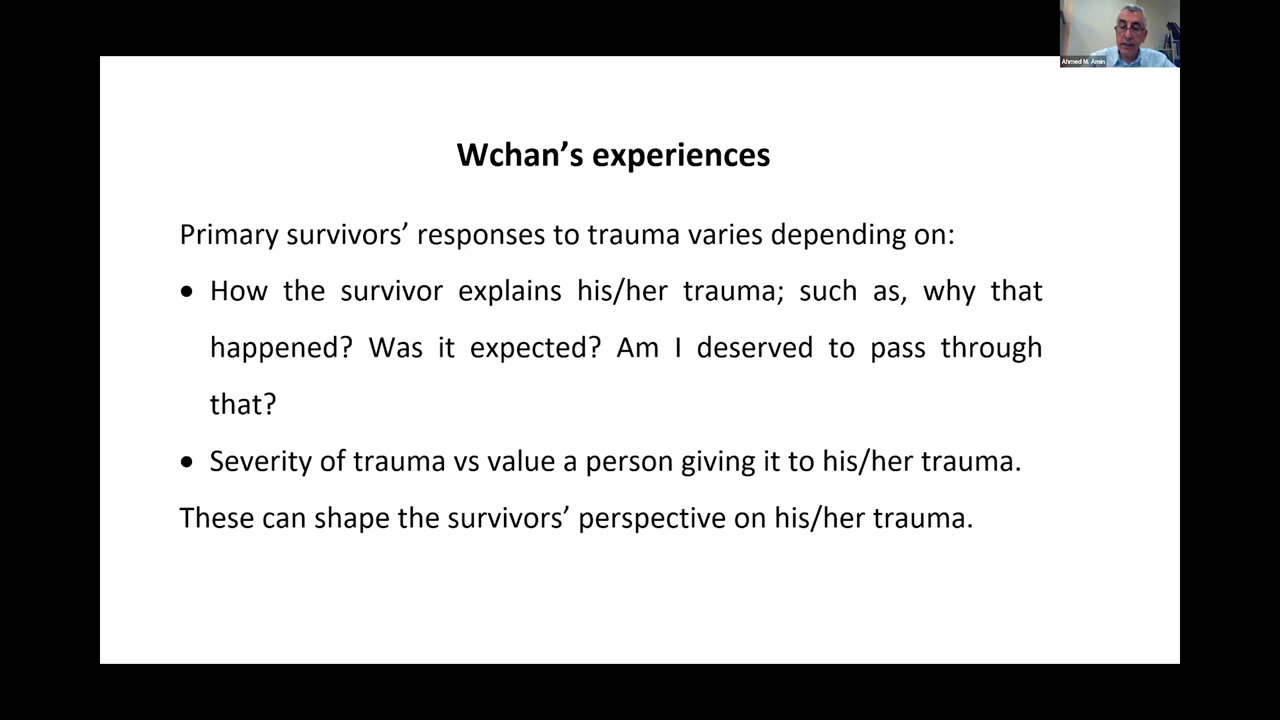 Ahmed M. Amin
Wchan’s experiences
Primary survivors’ responses to trauma varies depending on:
• How the survivor explains his/her trauma; such as, why that
happened? Was it expected? Am I deserved to pass through
that?
• Severity of trauma vs value a person giving it to his/her trauma.
These can shape the survivors’ perspective on his/her trauma.